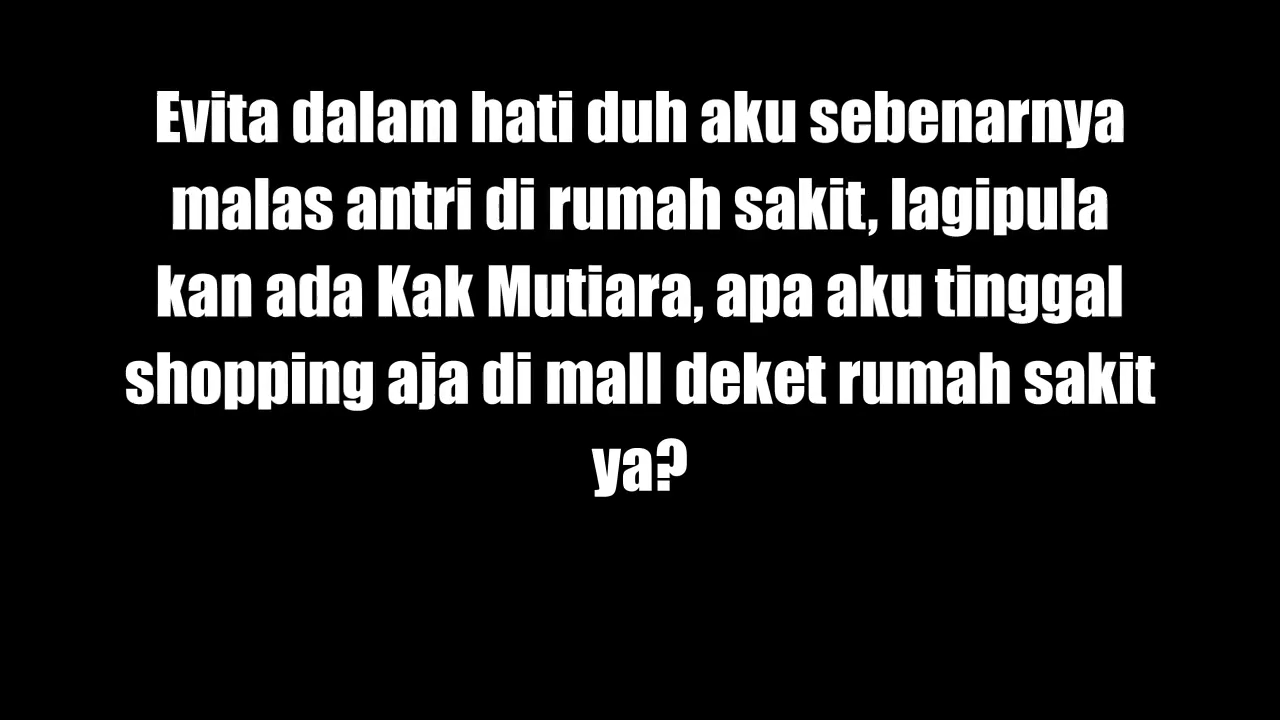 Evita dalam hati duh aku sebenarnya
malas antri di rumah sakit, lagipula
kan ada Kak Mutiara, apa aku tinggal
shopping aja di mall deket rumah sakit
ya?